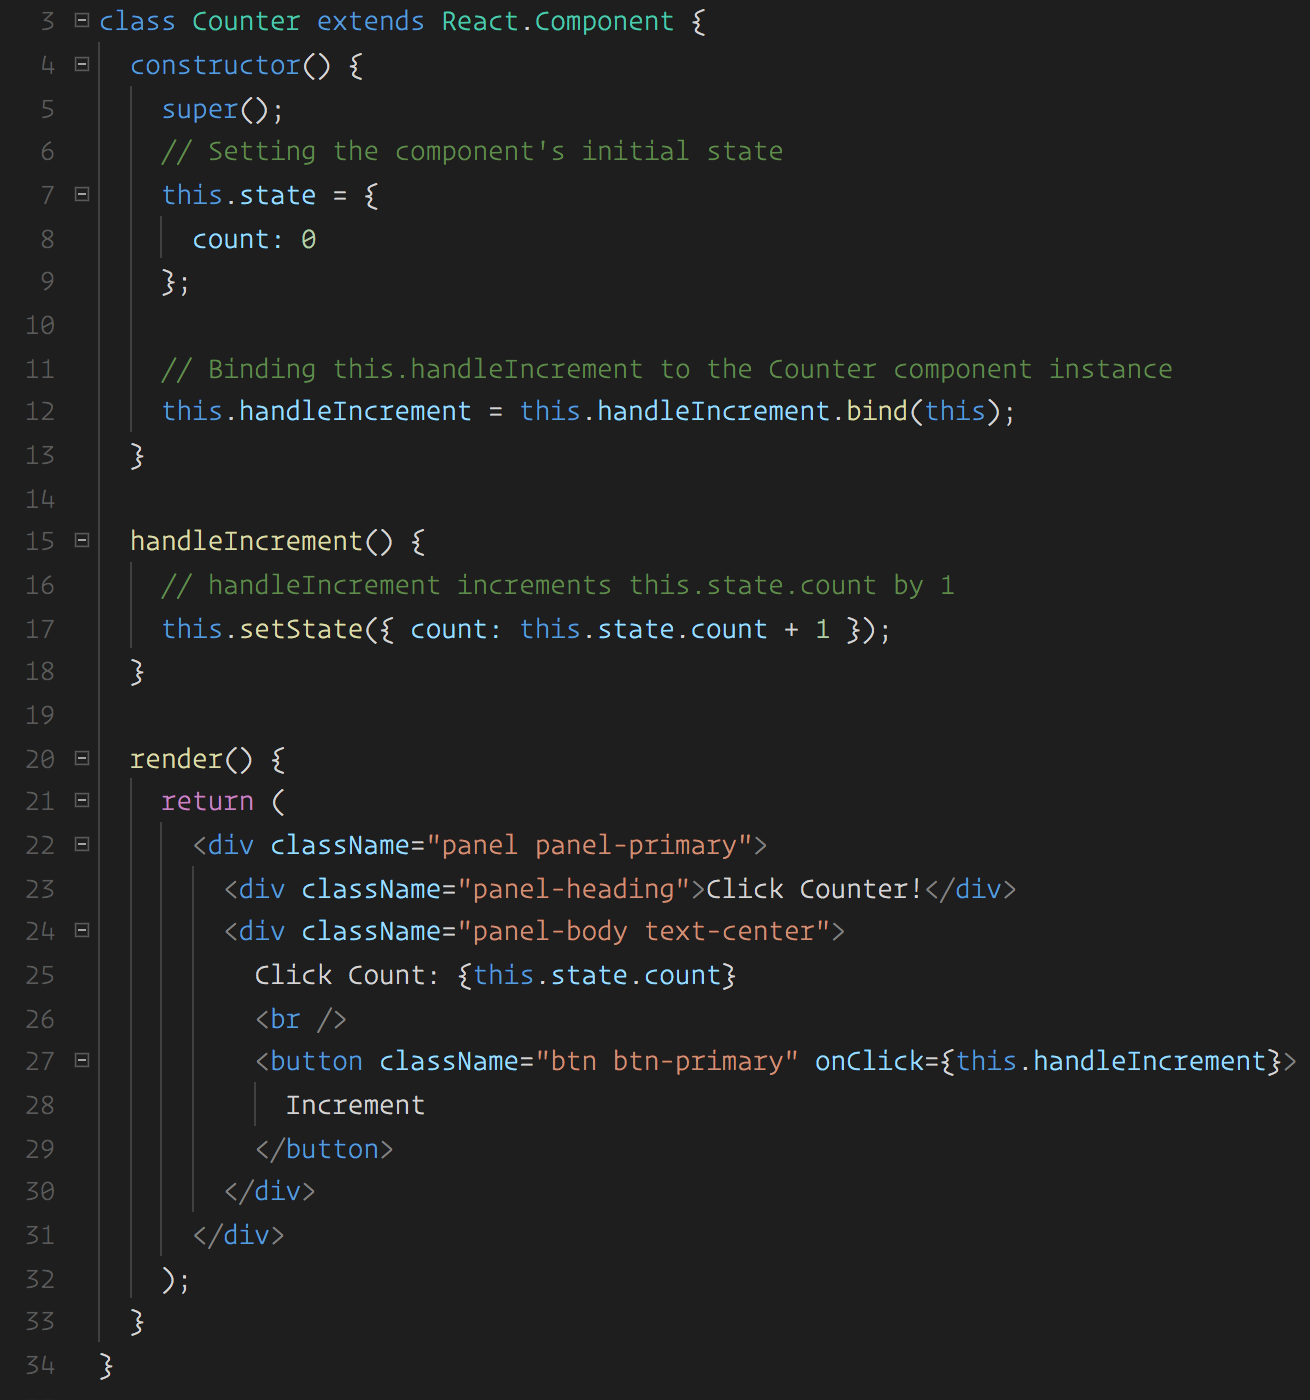 3 class Counter extends React.Component {
4 constructor() {
5 super();
6 // Setting the component's initial state
7 this.state = {
8 count: 0
9 };
10
11 // Binding this.handleIncrement to the Counter component instance
12 this.handleIncrement = this.handleIncrement.bind(this);
13 }
14
15 handleIncrement() {
16 // handleIncrement increments this.state.count by 1
17 this.setState({ count: this.state.count + 1 });
18 }
19
20 render() {
21 return (
22 <div className="panel panel-primary">
23 <div className="panel-heading">Click Counter!</div>
24 <div className="panel-body text-center">
25 Click Count: {this.state.count}
26 <br />
27 <button className="btn btn-primary" onClick={this.handleIncrement}>
28 Increment
29 </button>
30 </div>
31 </div>
32 );
33 }
34 }